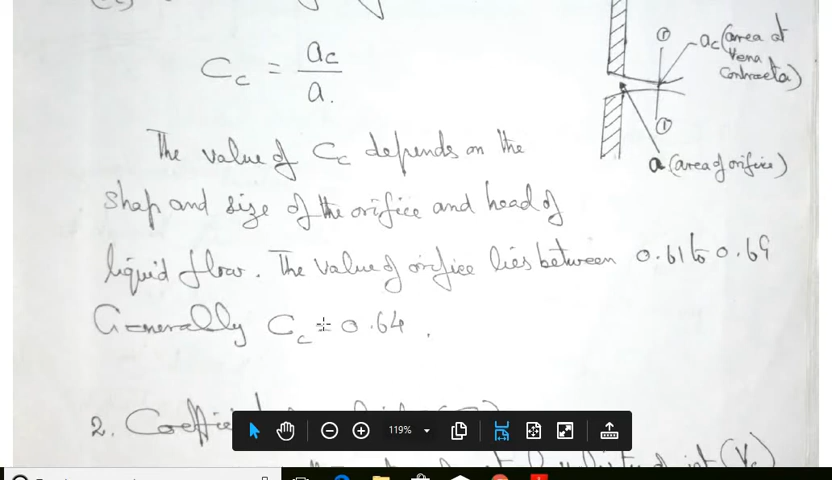 Cc = ac / a.
ac (area at
Vena
Contracta)
①
①
a (area of orifice)
The value of Cc depends on the
shap and size of the orifice and head of
liquid flow. The value of orifice lies between 0.61 to 0.69
Generally Cc = 0.64.
2.
119%